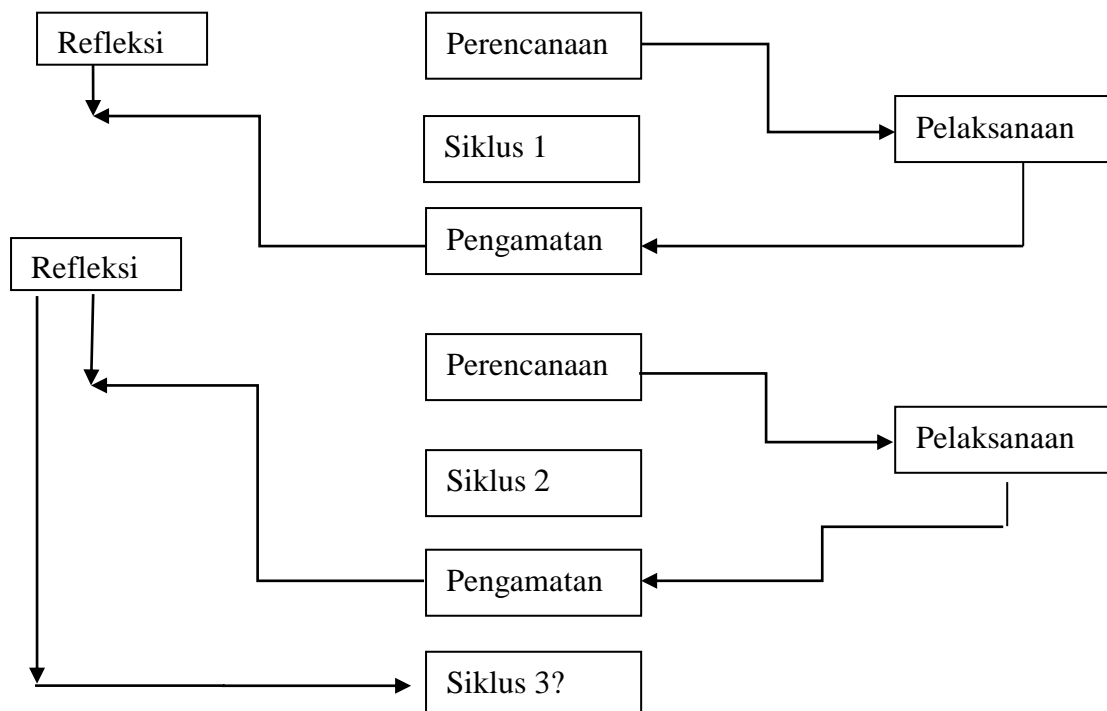 Refleksi
Perencanaan
Pelaksanaan
Siklus 1
Pengamatan
Refleksi
Perencanaan
Pelaksanaan
Siklus 2
Pengamatan
Siklus 3?